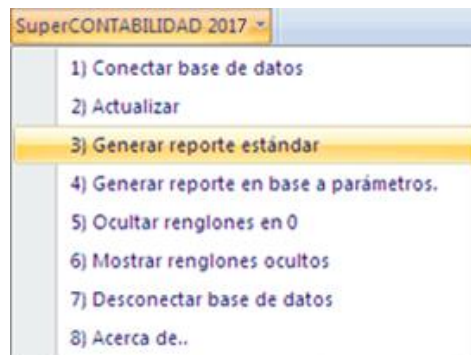 SuperCONTABILIDAD 2017
1) Conectar base de datos
2) Actualizar
3) Generar reporte estándar
4) Generar reporte en base a parámetros.
5) Ocultar renglones en 0
6) Mostrar renglones ocultos
7) Desconectar base de datos
8) Acerca de..